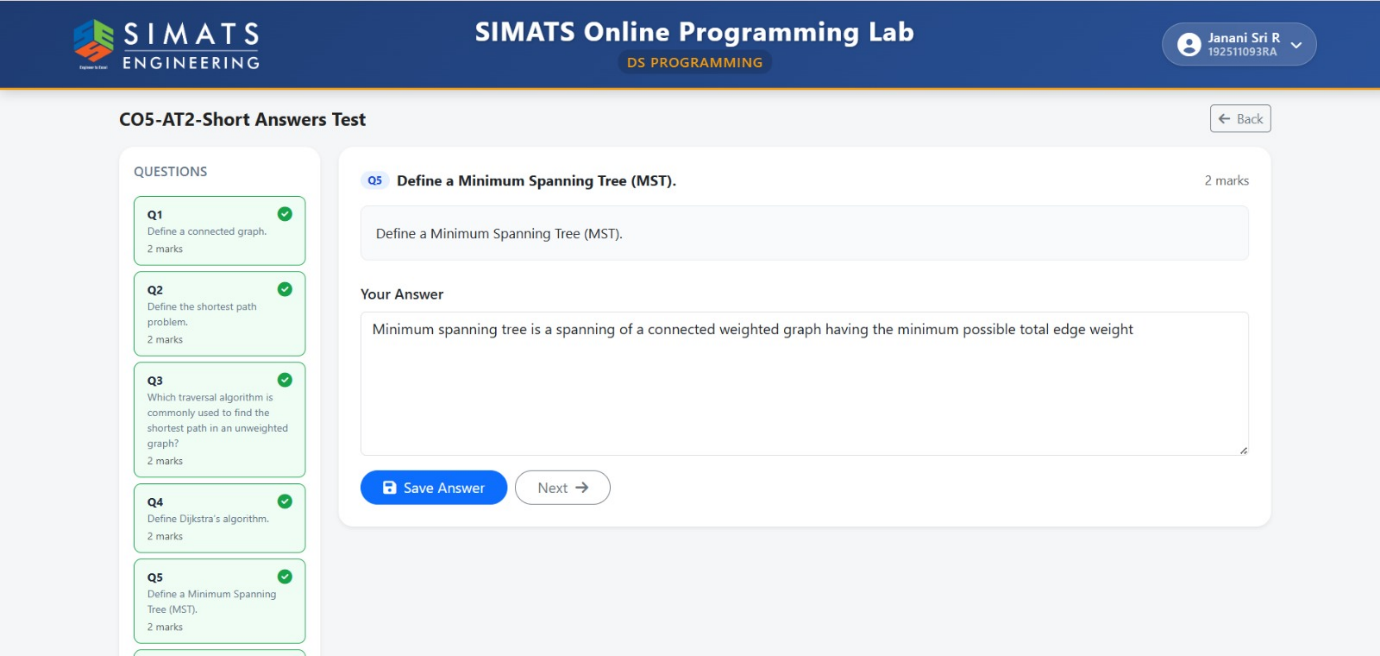 SIMATS
ENGINEERING
Engineer to Excel
SIMATS Online Programming Lab
DS PROGRAMMING
Janani Sri R
192511093RA
CO5-AT2-Short Answers Test
Back
QUESTIONS
Q1
Define a connected graph.
2 marks
Q2
Define the shortest path
problem.
2 marks
Q3
Which traversal algorithm is
commonly used to find the
shortest path in an unweighted
graph?
2 marks
Q4
Define Dijkstra's algorithm.
2 marks
Q5
Define a Minimum Spanning
Tree (MST).
2 marks
Q5 Define a Minimum Spanning Tree (MST). 2 marks
Define a Minimum Spanning Tree (MST).
Your Answer
Minimum spanning tree is a spanning of a connected weighted graph having the minimum possible total edge weight
Save Answer Next